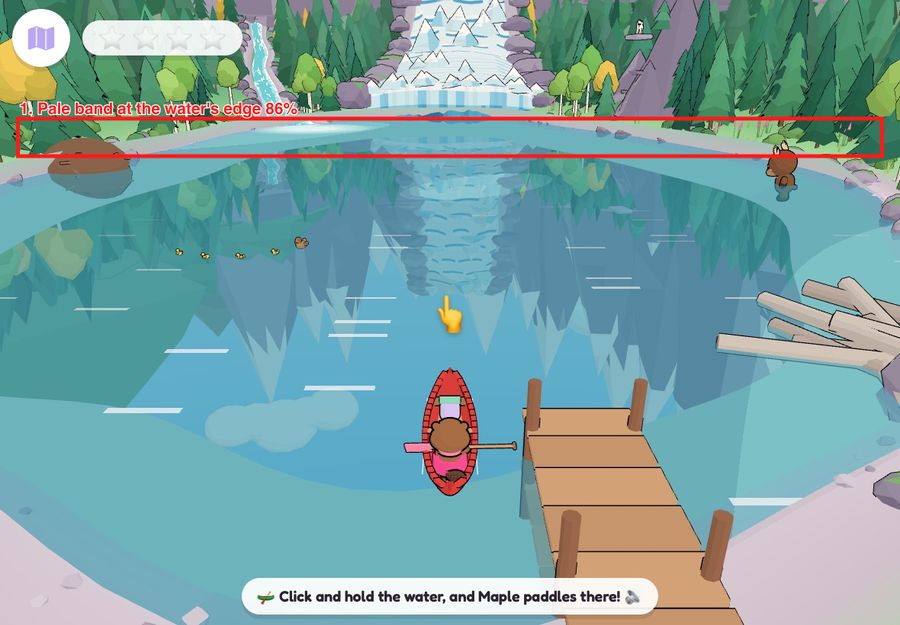 1. Pale band at the water's edge 86%
Click and hold the water, and Maple paddles there!